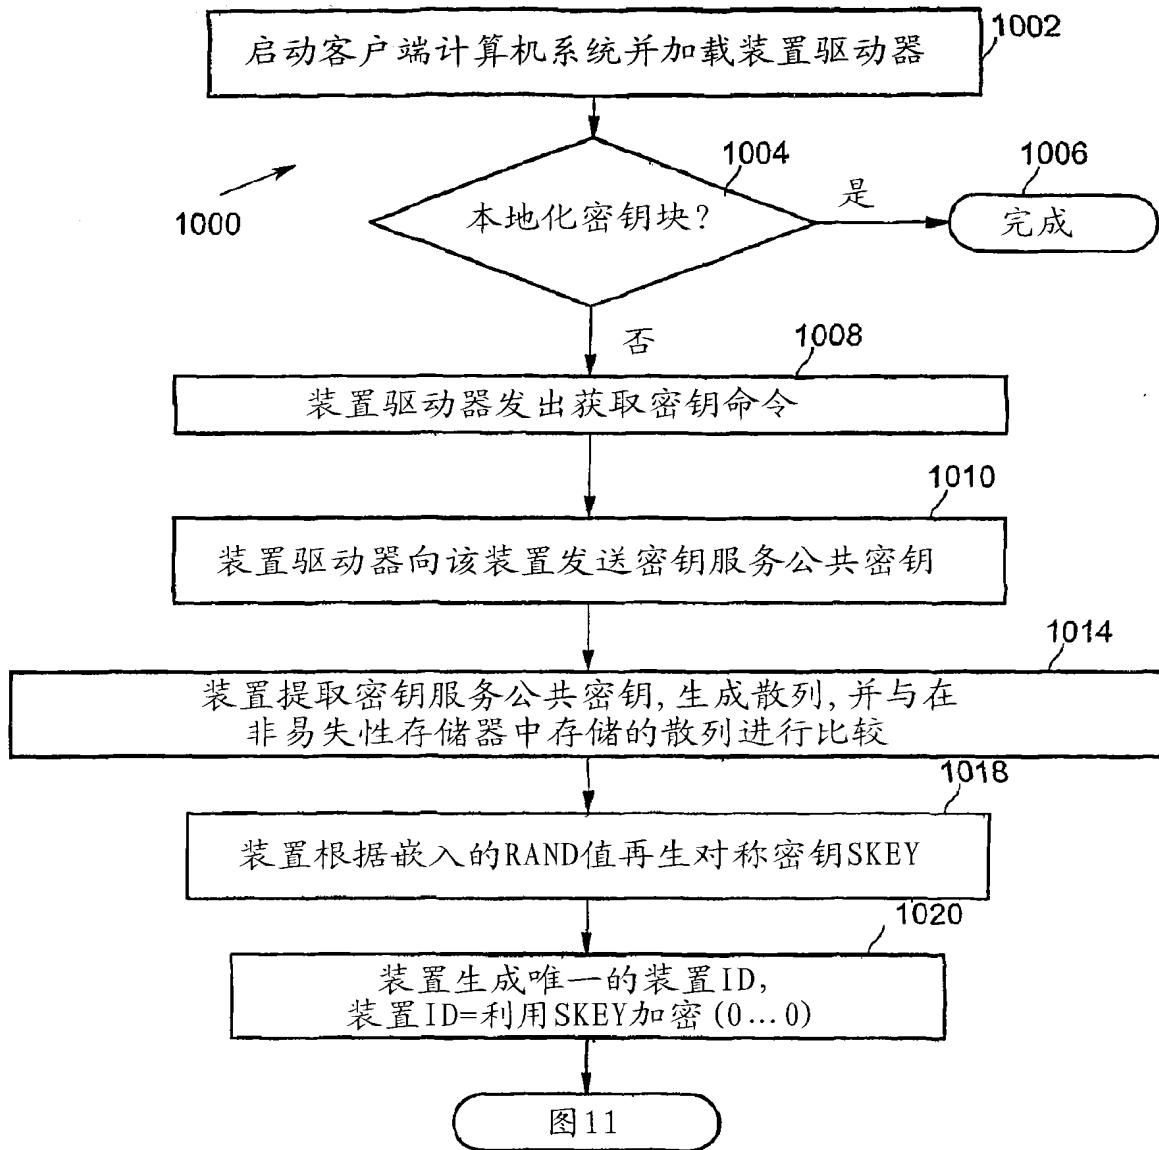 1002
启动客户端计算机系统并加载装置驱动器
1004
1006
1000
本地化密钥块?
是
完成
否
1008
装置驱动器发出获取密钥命令
1010
装置驱动器向该装置发送密钥服务公共密钥
1014
装置提取密钥服务公共密钥,生成散列,并与在
非易失性存储器中存储的散列进行比较
1018
装置根据嵌入的RAND值再生对称密钥SKEY
1020
装置生成唯一的装置ID,
装置ID=利用SKEY加密(0...0)
图11